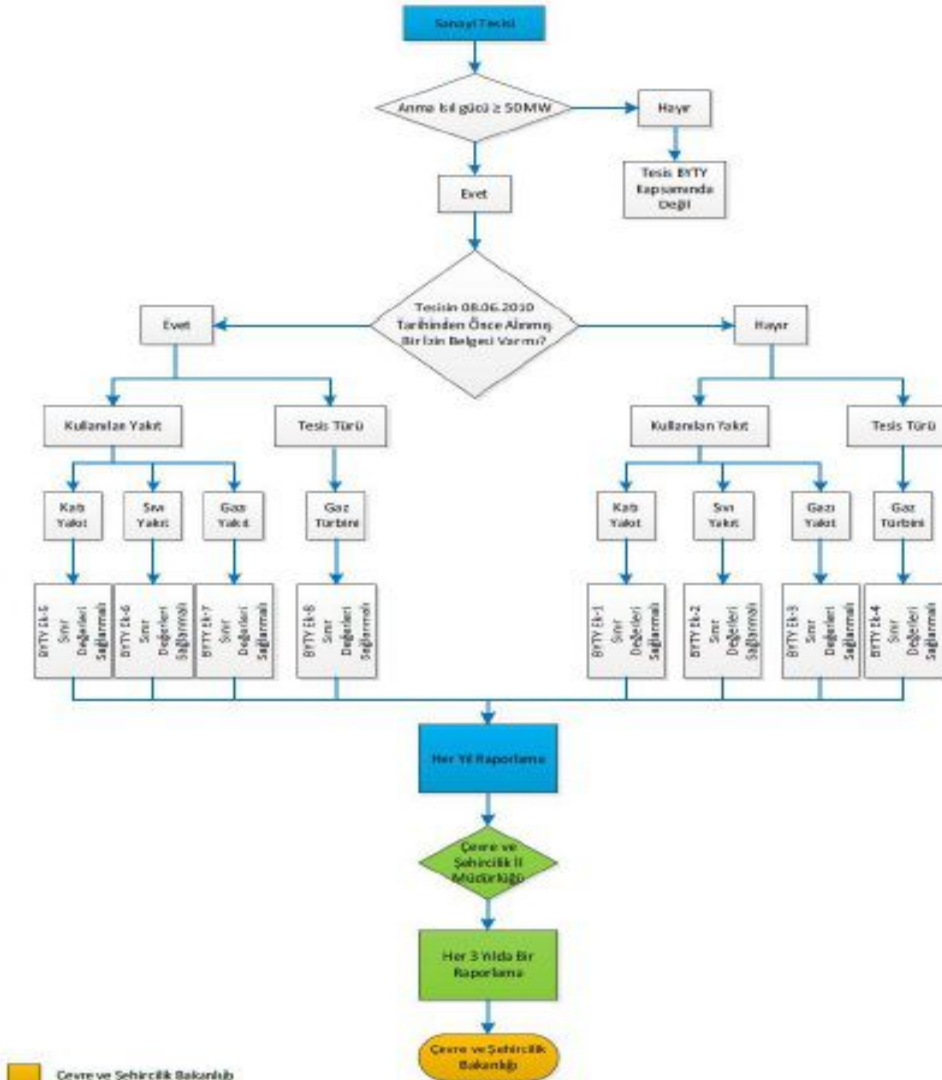 Sanayi Tesisi
Anma Isıl gücü ≥ 50MW
Hayır
Evet
Tesis BYTY
Kapsamında
Değil
Tesisin 08.06.2010
Tarihinden Önce Alınmış
Bir İzin Belgesi Varmı?
Evet
Hayır
Kullanılan Yakıt
Tesis Türü
Kullanılan Yakıt
Tesis Türü
Katı
Yakıt
Sıvı
Yakıt
Gazı
Yakıt
Gaz
Türbini
Katı
Yakıt
Sıvı
Yakıt
Gazı
Yakıt
Gaz
Türbini
BYTY Ek-5
Sınır
Değerleri
Sağlanmalı
BYTY Ek-6
Sınır
Değerleri
Sağlanmalı
BYTY Ek-7
Sınır
Değerleri
Sağlanmalı
BYTY Ek-8
Sınır
Değerleri
Sağlanmalı
BYTY Ek-1
Sınır
Değerleri
Sağlanmalı
BYTY Ek-2
Sınır
Değerleri
Sağlanmalı
BYTY Ek-3
Sınır
Değerleri
Sağlanmalı
BYTY Ek-4
Sınır
Değerleri
Sağlanmalı
Her Yıl Raporlama
Çevre ve
Şehircilik İl
Müdürlüğü
Her 3 Yılda Bir
Raporlama
Çevre ve Şehircilik
Bakanlığı
Çevre ve Şehircilik Bakanlığı